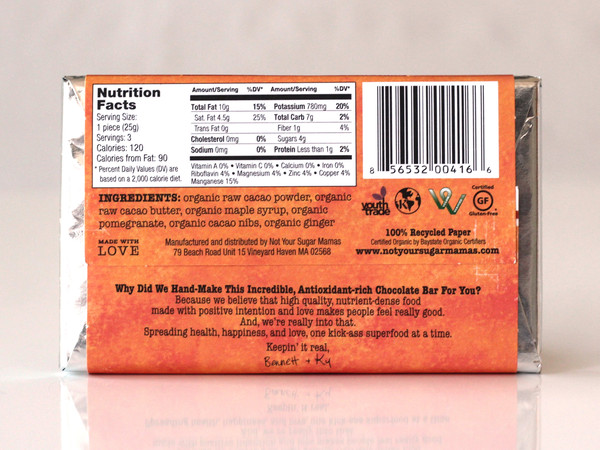 Nutrition
Facts
Serving Size:
1 piece (25g)
Servings: 3
Calories: 120
Calories from Fat: 90
* Percent Daily Values (DV) are
based on a 2,000 calorie diet.
Amount/Serving %DV* Amount/Serving %DV*
Total Fat 10g 15% Potassium 780mg 20%
Sat. Fat 4.5g 25% Total Carb 7g 2%
Trans Fat 0g Fiber 1g 4%
Cholesterol 0mg 0% Sugars 4g
Sodium 0mg 0% Protein Less than 1g 2%
Vitamin A 0% • Vitamin C 0% • Calcium 0% • Iron 0%
Riboflavin 4% • Magnesium 4% • Zinc 4% • Copper 4%
Manganese 15%
8 56532 00416 6
INGREDIENTS: organic raw cacao powder, organic
raw cacao butter, organic maple syrup, organic
pomegranate, organic cacao nibs, organic ginger
youth
trade
K
Certified
GF
Gluten-Free
MADE WITH
LOVE
Manufactured and distributed by Not Your Sugar Mamas
79 Beach Road Unit 15 Vineyard Haven MA 02568
100% Recycled Paper
Certified Organic by Baystate Organic Certifiers
www.notyoursugarmamas.com
Why Did We Hand-Make This Incredible, Antioxidant-rich Chocolate Bar For You?
Because we believe that high quality, nutrient-dense food
made with positive intention and love makes people feel really good.
And, we're really into that.
Spreading health, happiness, and love, one kick-ass superfood at a time.
Keepin' it real,
Bennett + Ky